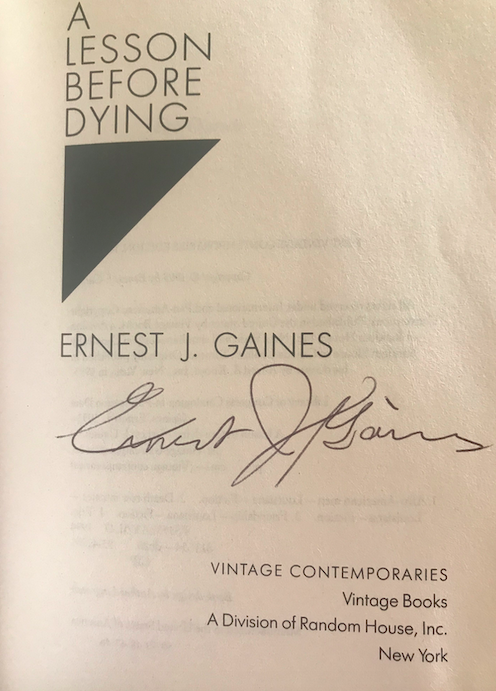 A
LESSON
BEFORE
DYING
ERNEST J. GAINES
Ernest J. Gaines
VINTAGE CONTEMPORARIES
Vintage Books
A Division of Random House, Inc.
New York